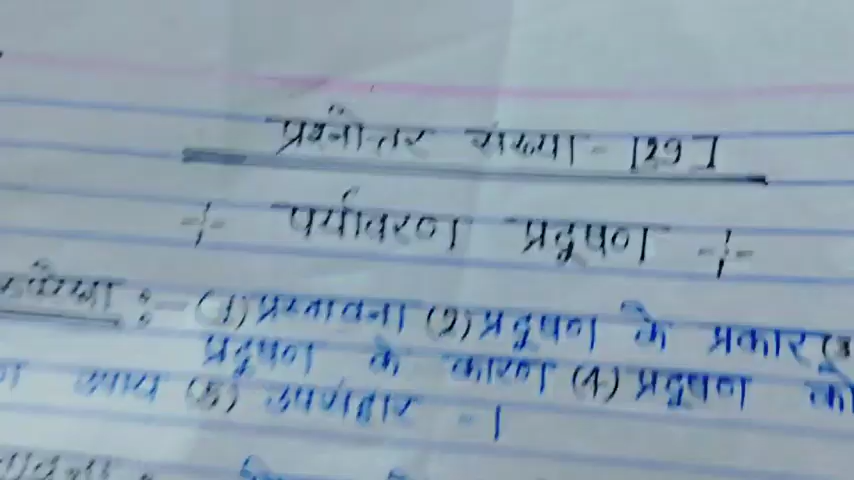 प्रश्नोत्तर संख्या - [29]
-:- पर्यावरण प्रदूषण -:-
:- (1) प्रस्तावना (2) प्रदूषण के प्रकार (3
प्रदूषण के कारण (4) प्रदूषण को
उपाय (5) उपसंहार -।